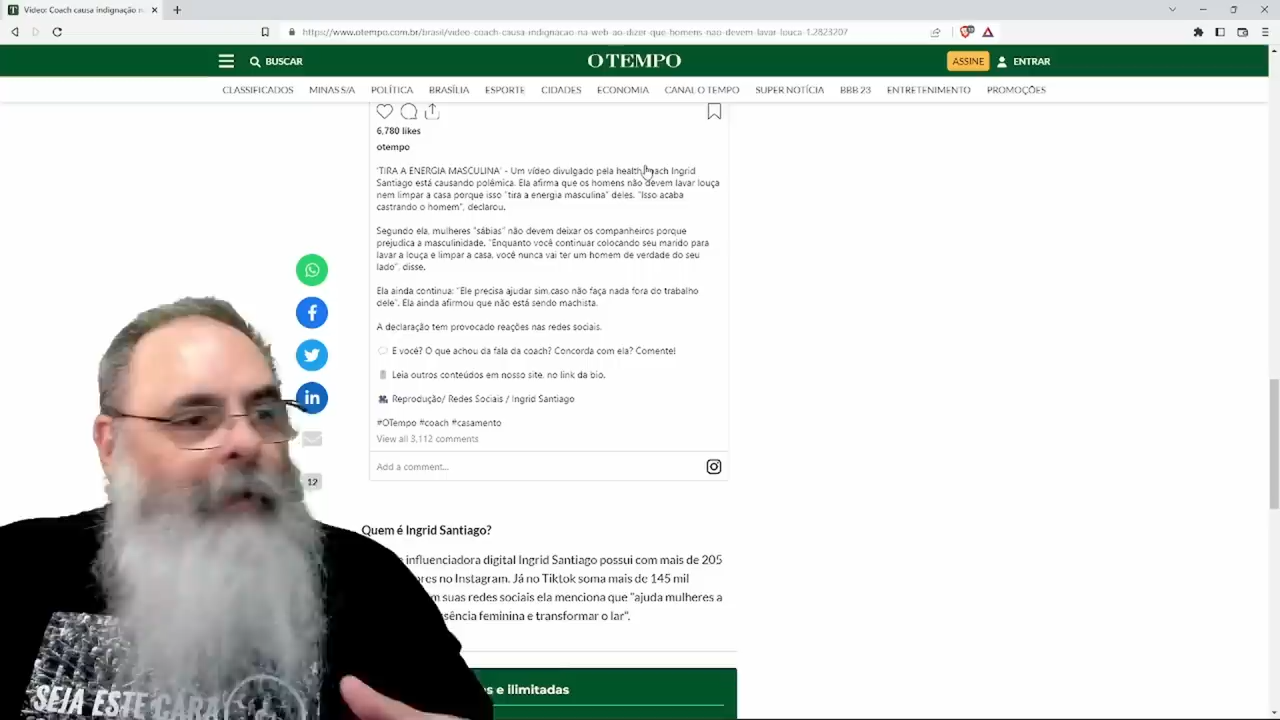 Vídeo: Coach causa indignação n
https://www.otempo.com.br/brasil/video-coach-causa-indignacao-na-web-ao-dizer-que-homens-nao-devem-lavar-louca-1.2823207
BUSCAR
O TEMPO
ASSINE
ENTRAR
CLASSIFICADOS MINAS S/A POLÍTICA BRASÍLIA ESPORTE CIDADES ECONOMIA CANAL O TEMPO SUPER NOTÍCIA BBB 23 ENTRETENIMENTO PROMOÇÕES
6,780 likes
otempo
'TIRA A ENERGIA MASCULINA' - Um vídeo divulgado pela health Ingrid
Santiago está causando polêmica. Ela afirma que os homens não devem lavar louça
nem limpar a casa porque isso "tira a energia masculina" deles. "Isso acaba
castrando o homem", declarou.
Segundo ela, mulheres "sábias" não devem deixar os companheiros porque
prejudica a masculinidade. "Enquanto você continuar colocando seu marido para
lavar a louça e limpar a casa, você nunca vai ter um homem de verdade do seu
lado", disse.
Ela ainda continua: "Ele precisa ajudar sim,caso não faça nada fora do trabalho
dele". Ela ainda afirmou que não está sendo machista.
A declaração tem provocado reações nas redes sociais.
E você? O que achou da fala da coach? Concorda com ela? Comente!
Leia outros conteúdos em nosso site, no link da bio.
Reprodução/ Redes Sociais / Ingrid Santiago
#OTempo #coach #casamento
View all 3,112 comments
Add a comment...
12
Quem é Ingrid Santiago?
influenciadora digital Ingrid Santiago possui com mais de 205
ores no Instagram. Já no Tiktok soma mais de 145 mil
m suas redes sociais ela menciona que "ajuda mulheres a
sência feminina e transformar o lar".
s e ilimitadas
SEJA ESTE CARA